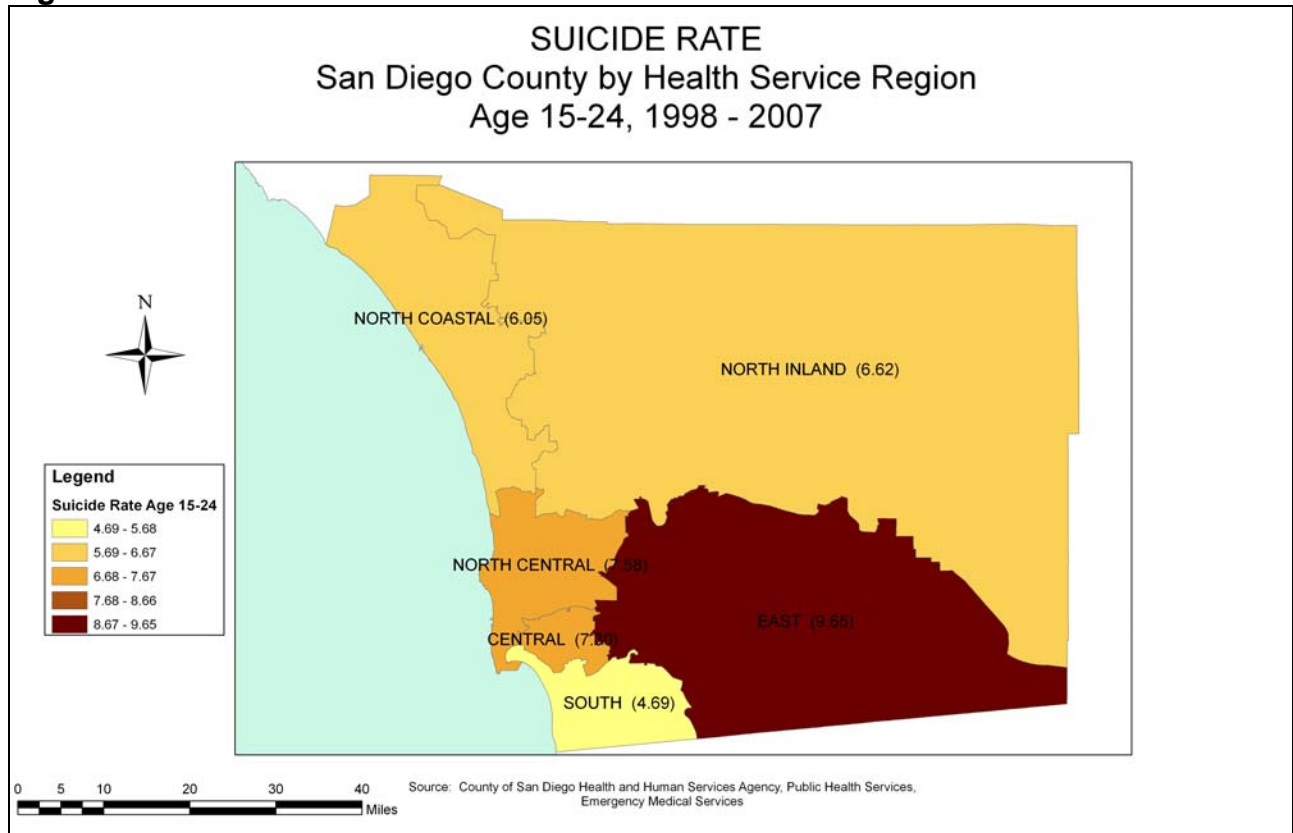 SUICIDE RATE
San Diego County by Health Service Region
Age 15-24, 1998 - 2007
N
NORTH COASTAL (6.05)
NORTH INLAND (6.62)
Legend
Suicide Rate Age 15-24
4.69 - 5.68
5.69 - 6.67
6.68 - 7.67
7.68 - 8.66
8.67 - 9.65
NORTH CENTRAL (7.58)
EAST (9.65)
CENTRAL
SOUTH (4.69)
0 5 10 20 30 40
Miles
Source: County of San Diego Health and Human Services Agency, Public Health Services,
Emergency Medical Services